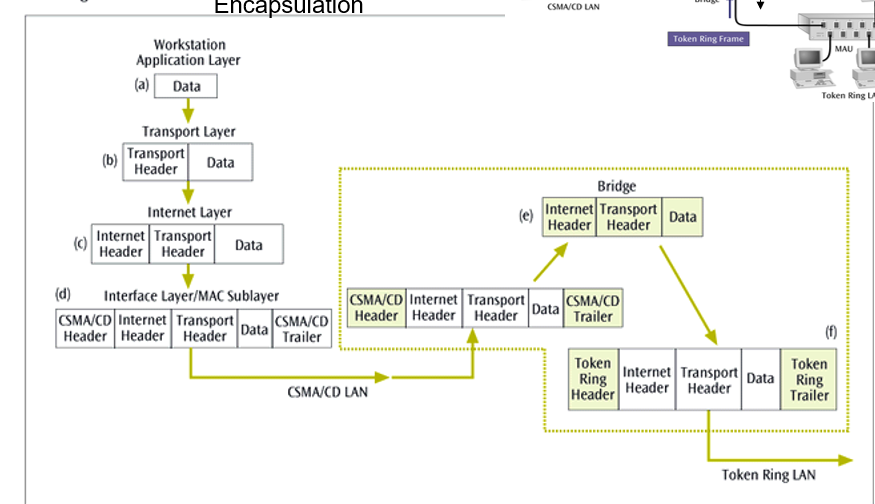 Encapsulation
CSMA/CD LAN
Bridge
Token Ring Frame
MAU
Workstation
Application Layer
(a)
Data
Transport Layer
(b)
Transport
Header
Data
Internet Layer
(c)
Internet
Header
Transport
Header
Data
(d)
Interface Layer/MAC Sublayer
CSMA/CD
Header
Internet
Header
Transport
Header
Data
CSMA/CD
Trailer
CSMA/CD LAN
Bridge
(e)
Internet
Header
Transport
Header
Data
CSMA/CD
Header
Internet
Header
Transport
Header
Data
CSMA/CD
Trailer
(f)
Token
Ring
Header
Internet
Header
Transport
Header
Data
Token
Ring
Trailer
Token Ring LAN
Token Ring